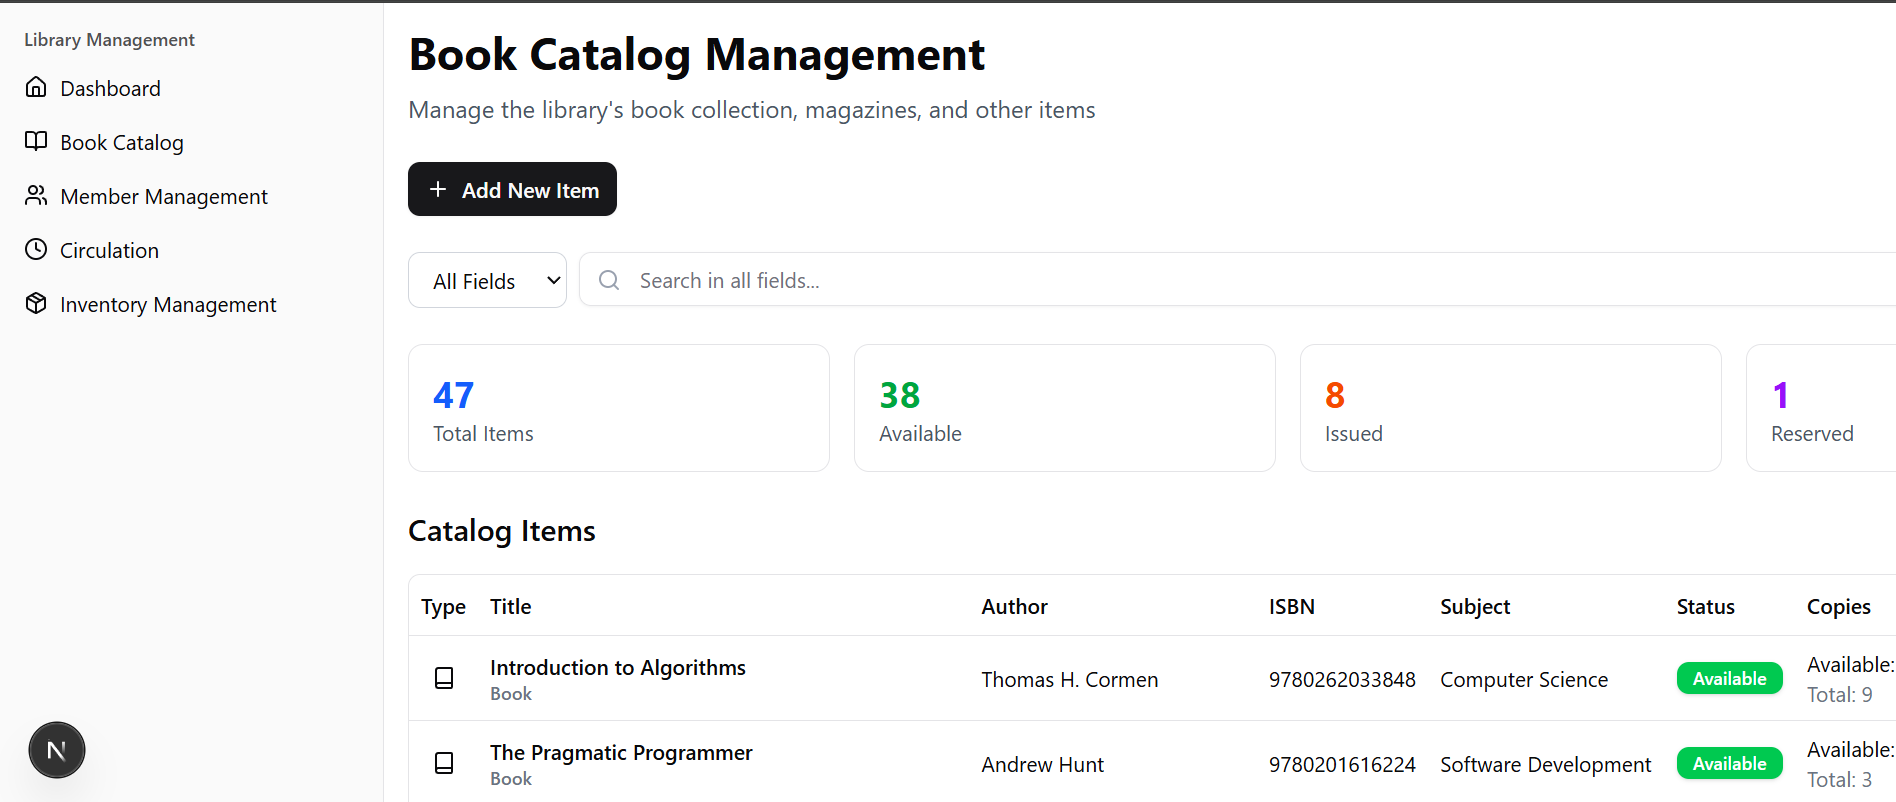 Library Management
Dashboard
Book Catalog
Member Management
Circulation
Inventory Management
N
Book Catalog Management
Manage the library's book collection, magazines, and other items
Add New Item
All Fields
Search in all fields...
47
Total Items
38
Available
8
Issued
1
Reserved
Catalog Items
Type Title Author ISBN Subject Status Copies
Introduction to Algorithms
Book
Thomas H. Cormen 9780262033848 Computer Science Available
Available:
Total: 9
The Pragmatic Programmer
Book
Andrew Hunt 9780201616224 Software Development Available
Available:
Total: 3